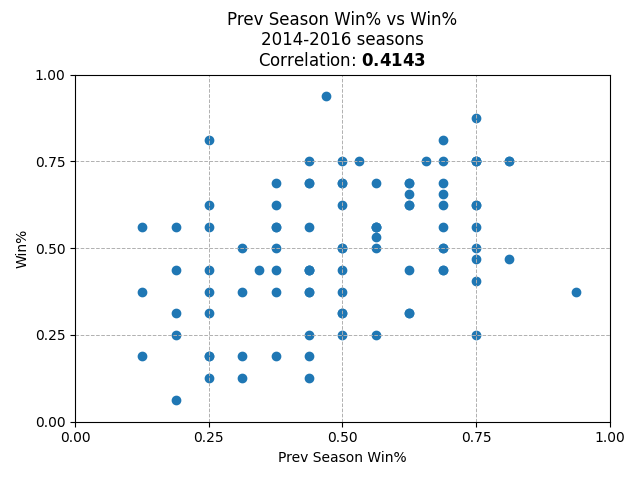 Prev Season Win% vs Win%
2014-2016 seasons
Correlation: 0.4143
1.00
0.75
Win%
0.50
0.25
0.00
0.00 0.25 0.50 0.75 1.00
Prev Season Win%